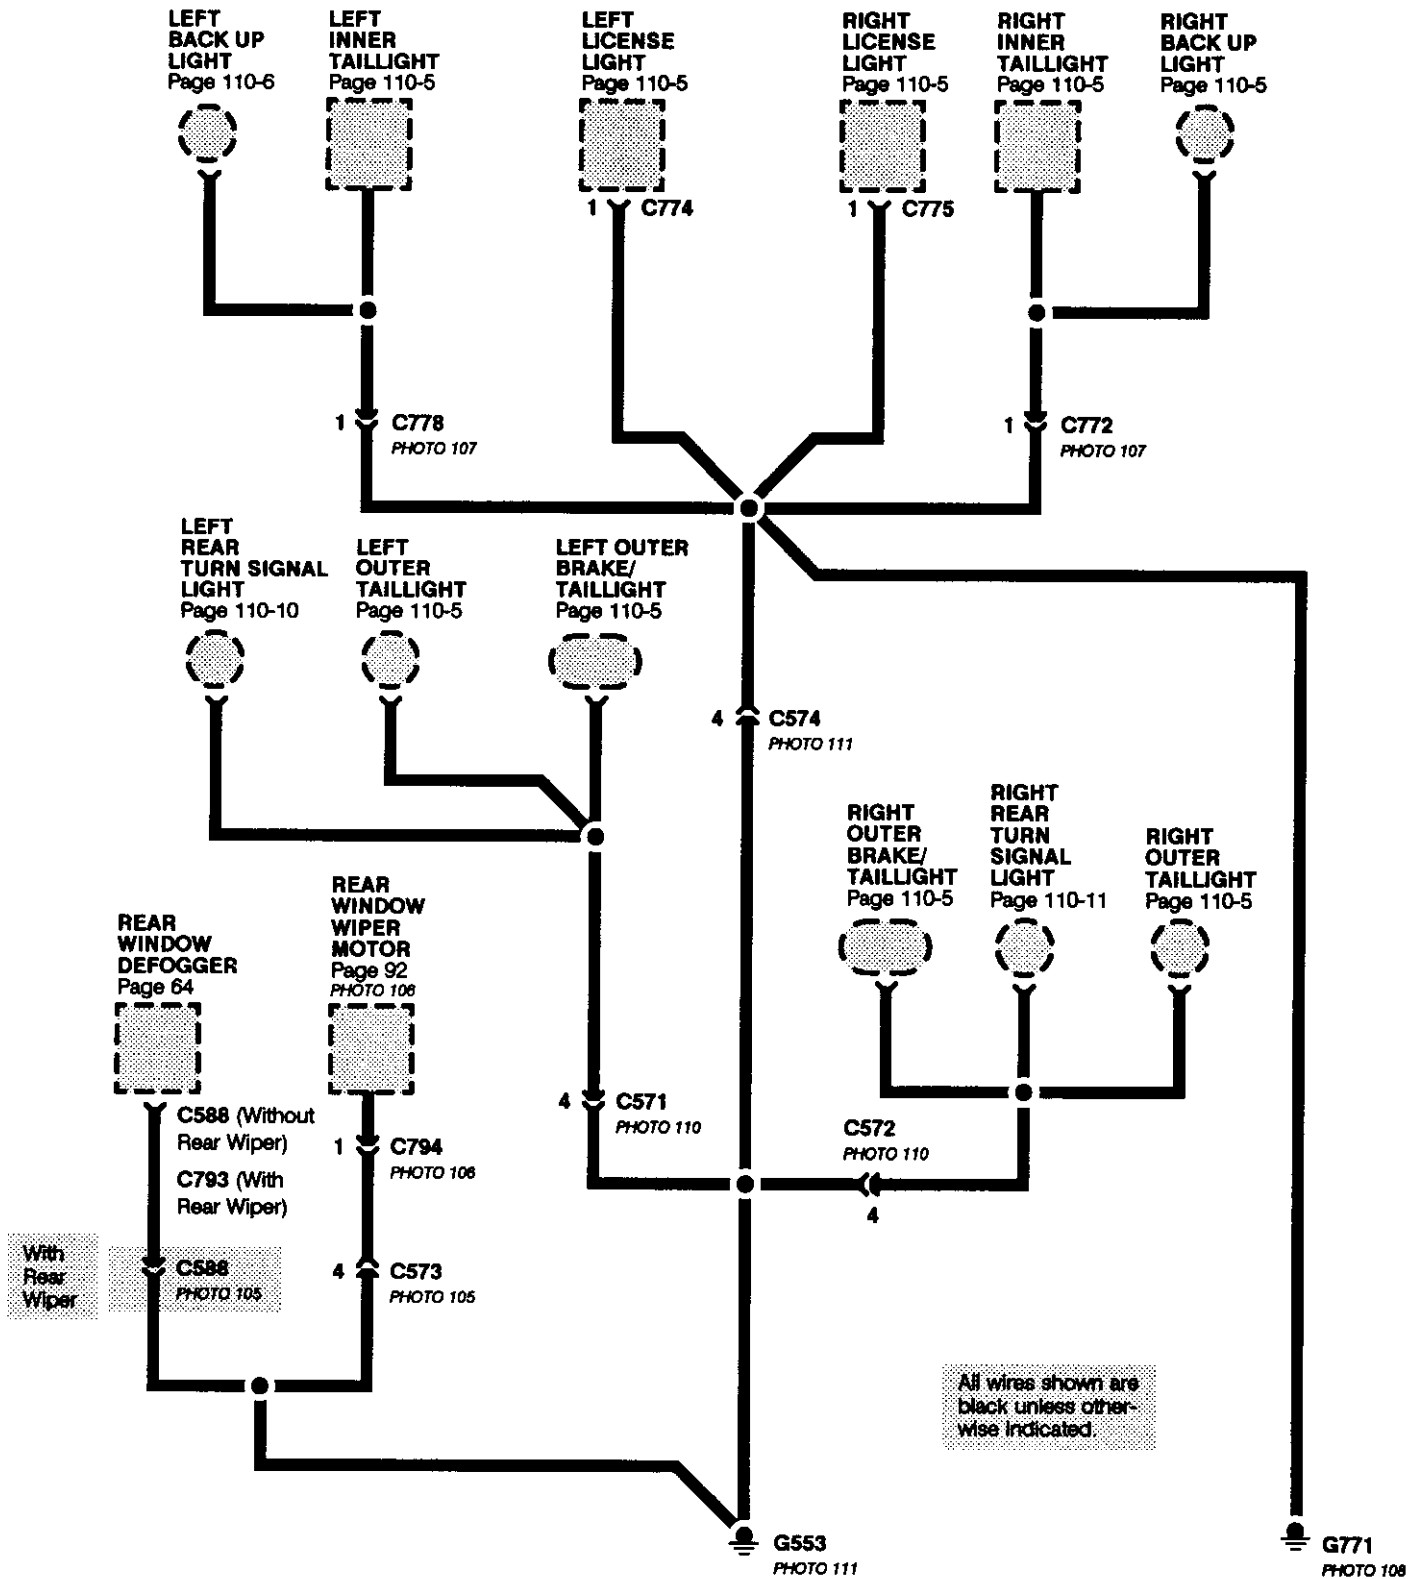 LEFT
BACK UP
LIGHT
Page 110-6
LEFT
INNER
TAILLIGHT
Page 110-5
LEFT
LICENSE
LIGHT
Page 110-5
RIGHT
LICENSE
LIGHT
Page 110-5
RIGHT
INNER
TAILLIGHT
Page 110-5
RIGHT
BACK UP
LIGHT
Page 110-5
1 C774
1 C775
1 C778
PHOTO 107
1 C772
PHOTO 107
LEFT
REAR
TURN SIGNAL
LIGHT
Page 110-10
LEFT
OUTER
TAILLIGHT
Page 110-5
LEFT OUTER
BRAKE/
TAILLIGHT
Page 110-5
4 C574
PHOTO 111
RIGHT
OUTER
BRAKE/
TAILLIGHT
Page 110-5
RIGHT
REAR
TURN
SIGNAL
LIGHT
Page 110-11
RIGHT
OUTER
TAILLIGHT
Page 110-5
REAR
WINDOW
DEFOGGER
Page 64
REAR
WINDOW
WIPER
MOTOR
Page 92
PHOTO 106
C588 (Without
Rear Wiper)
C793 (With
Rear Wiper)
1 C794
PHOTO 106
4 C571
PHOTO 110
C572
PHOTO 110
4
With
Rear
Wiper
C588
PHOTO 105
4 C573
PHOTO 105
All wires shown are
black unless other-
wise indicated.
G553
PHOTO 111
G771
PHOTO 108